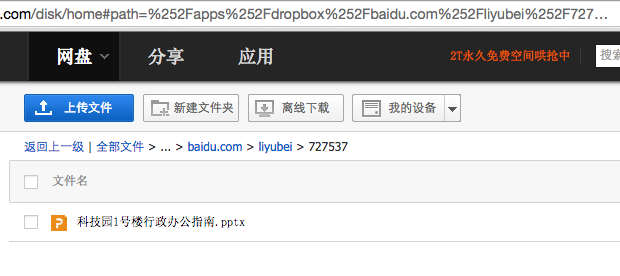 .com/disk/home#path=%252Fapps%252Fdropbox%252Fbaidu.com%252Fliyubei%252F727...
网盘 分享 应用 2T永久免费空间哄抢中 搜索
上传文件 新建文件夹 离线下载 我的设备
返回上一级 | 全部文件 > ... > baidu.com > liyubei > 727537
文件名
科技园1号楼行政办公指南.pptx